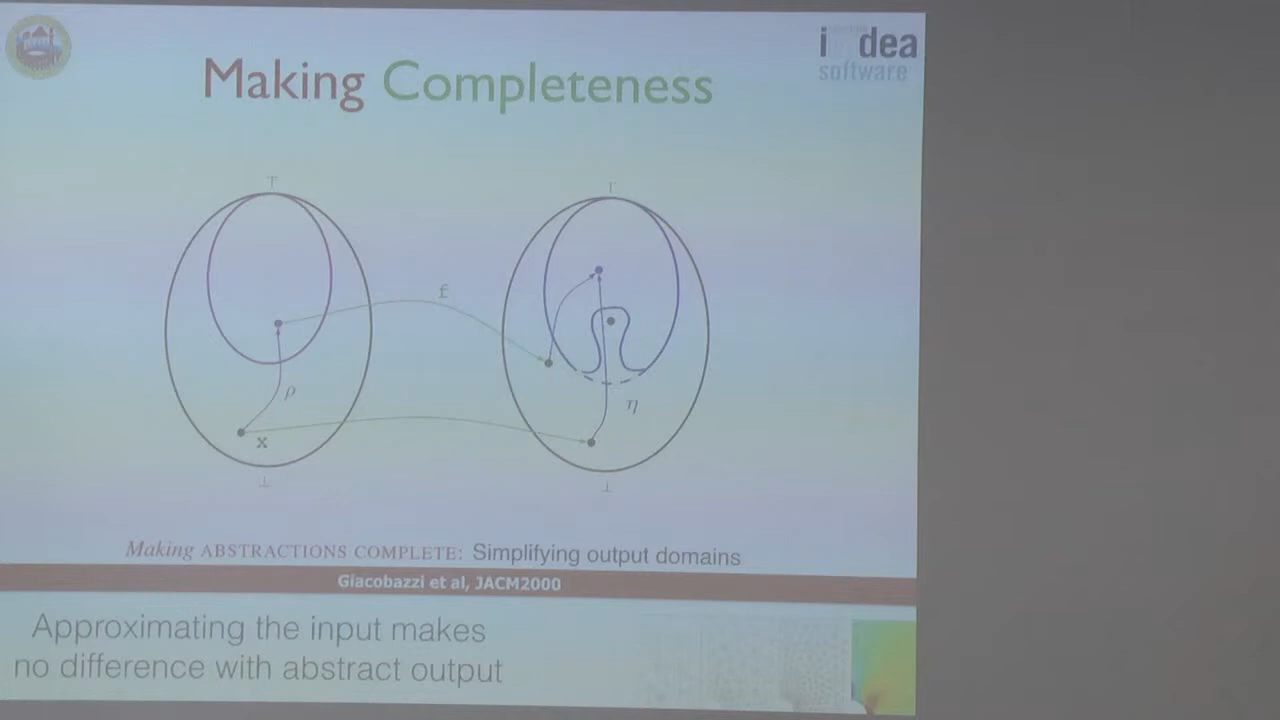 i dea
software
Making Completeness
⊤
⊤
f
ρ
η
x
⊥
⊥
Making ABSTRACTIONS COMPLETE: Simplifying output domains
Giacobazzi et al, JACM2000
Approximating the input makes
no difference with abstract output